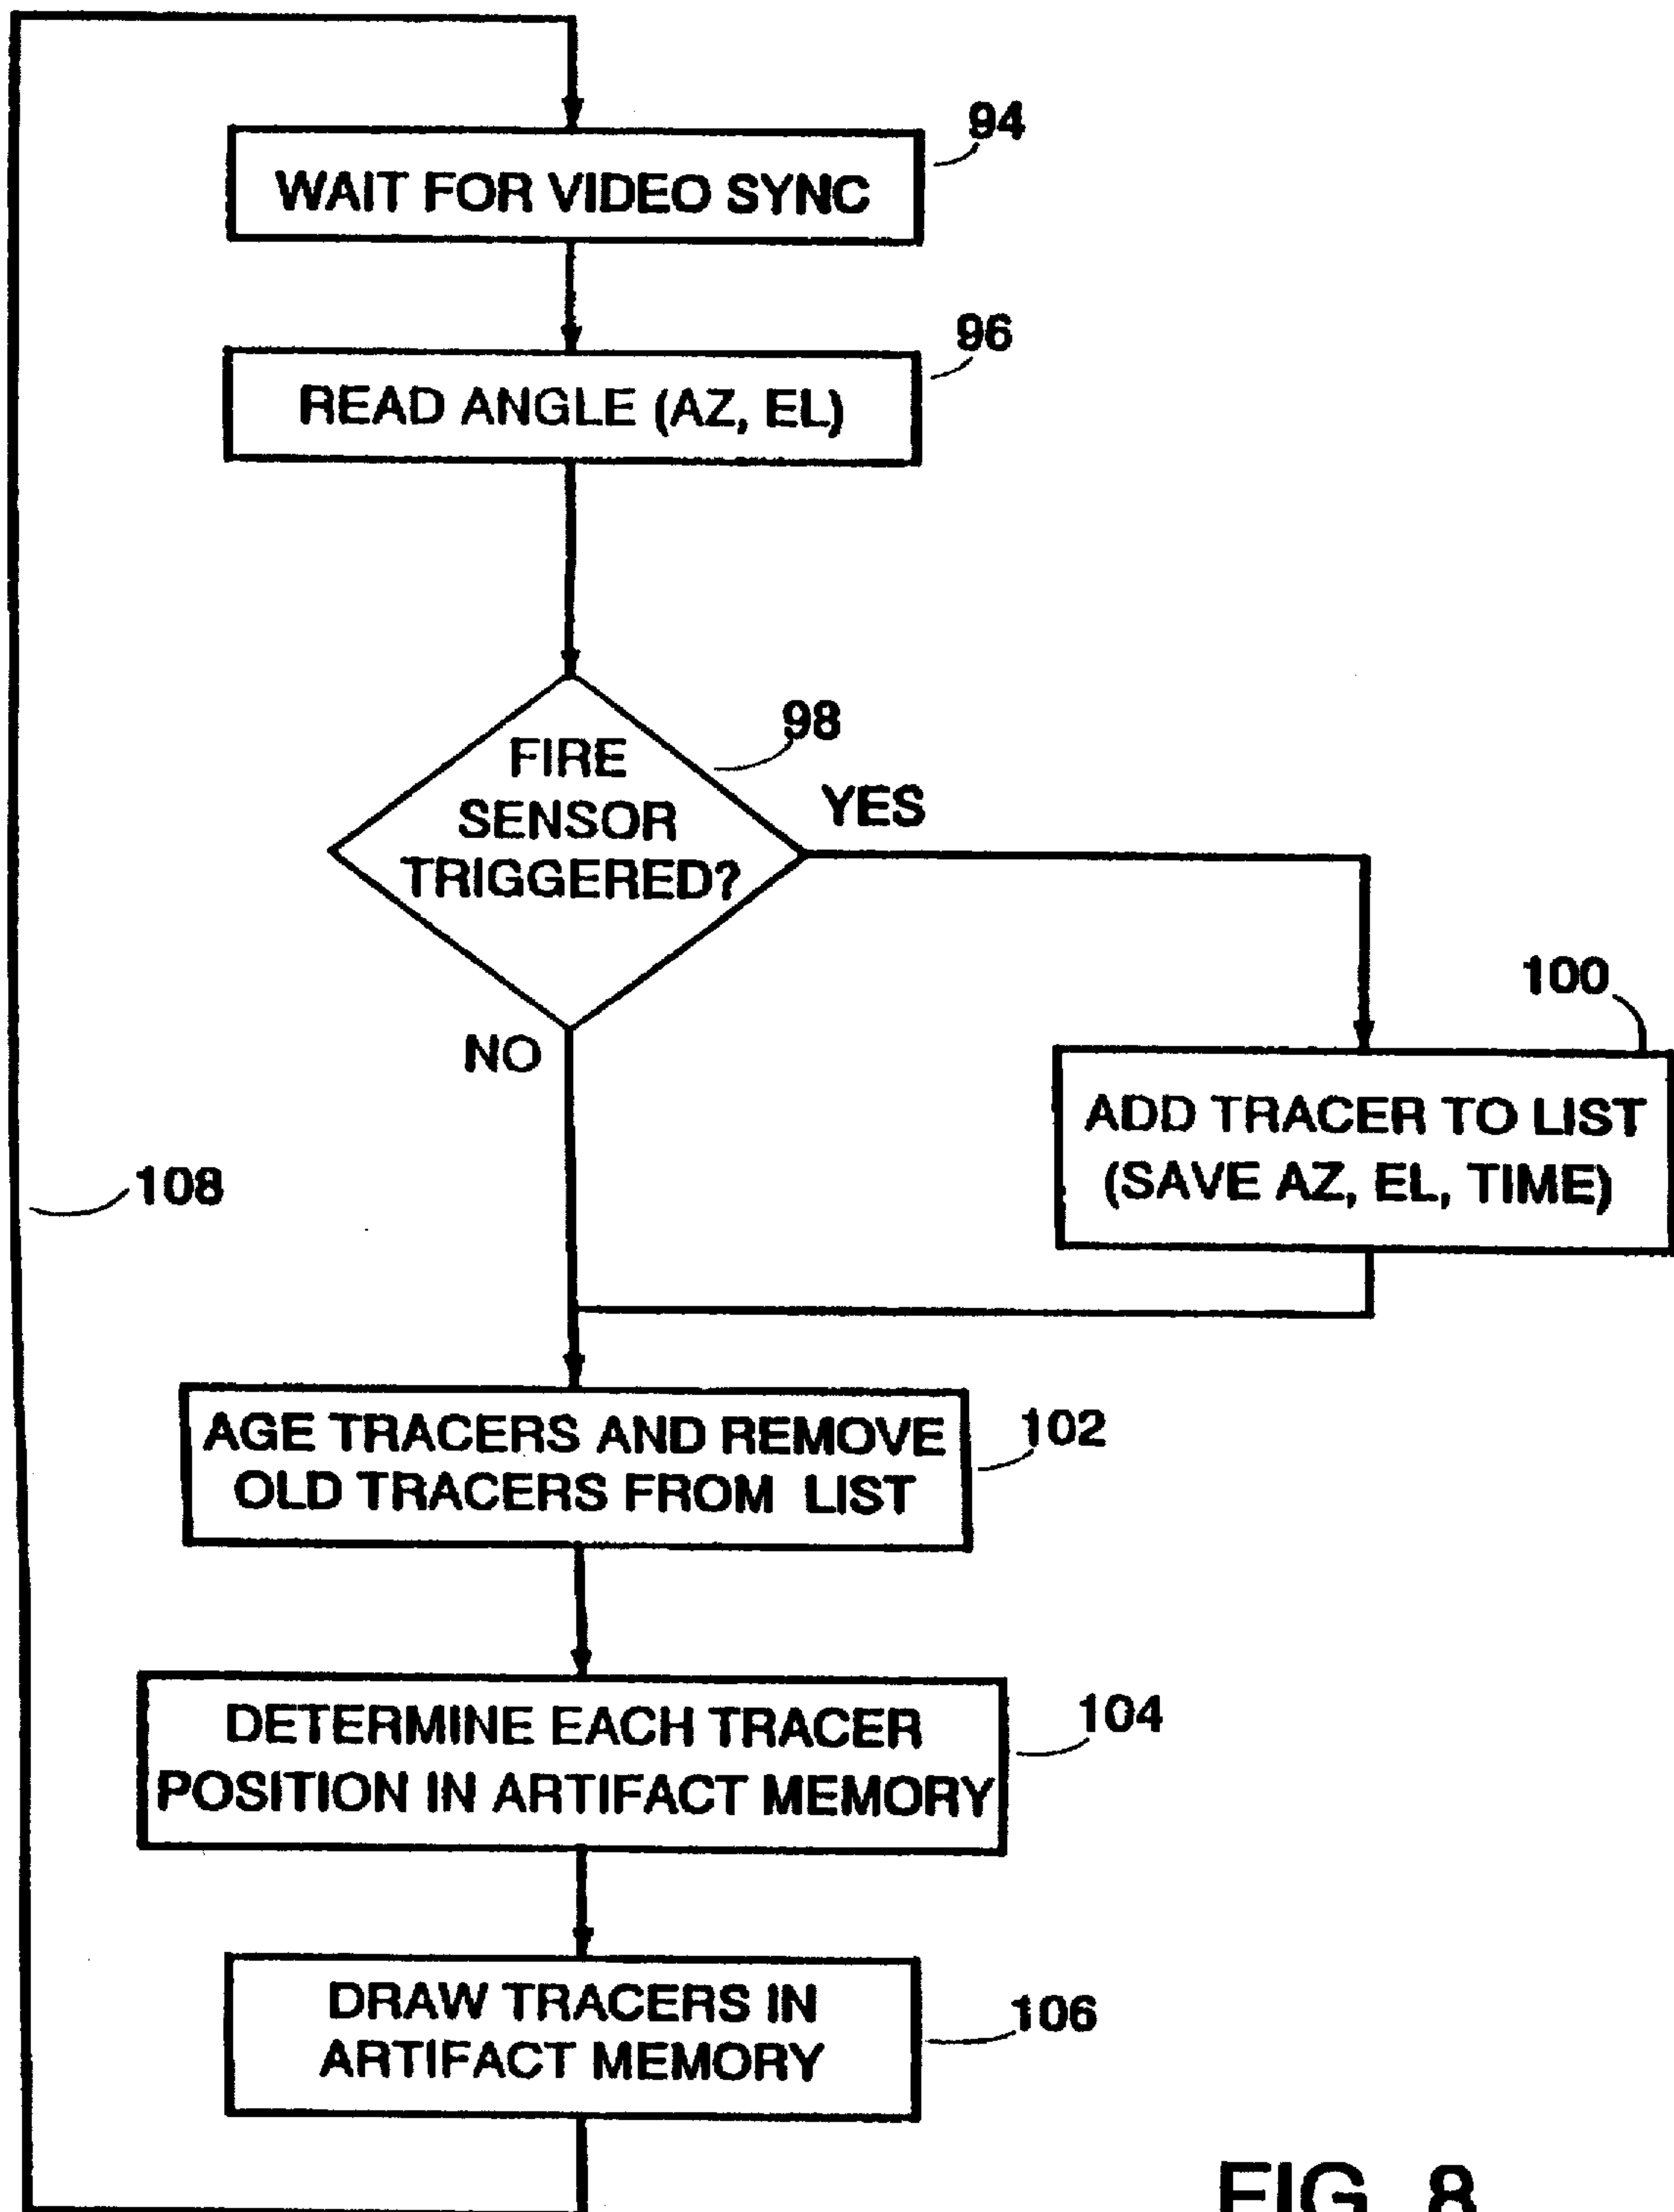 94
WAIT FOR VIDEO SYNC
96
READ ANGLE (AZ, EL)
98
FIRE
SENSOR
TRIGGERED?
YES
NO
100
ADD TRACER TO LIST
(SAVE AZ, EL, TIME)
108
AGE TRACERS AND REMOVE
OLD TRACERS FROM LIST
102
DETERMINE EACH TRACER
POSITION IN ARTIFACT MEMORY
104
DRAW TRACERS IN
ARTIFACT MEMORY
106
FIG. 8